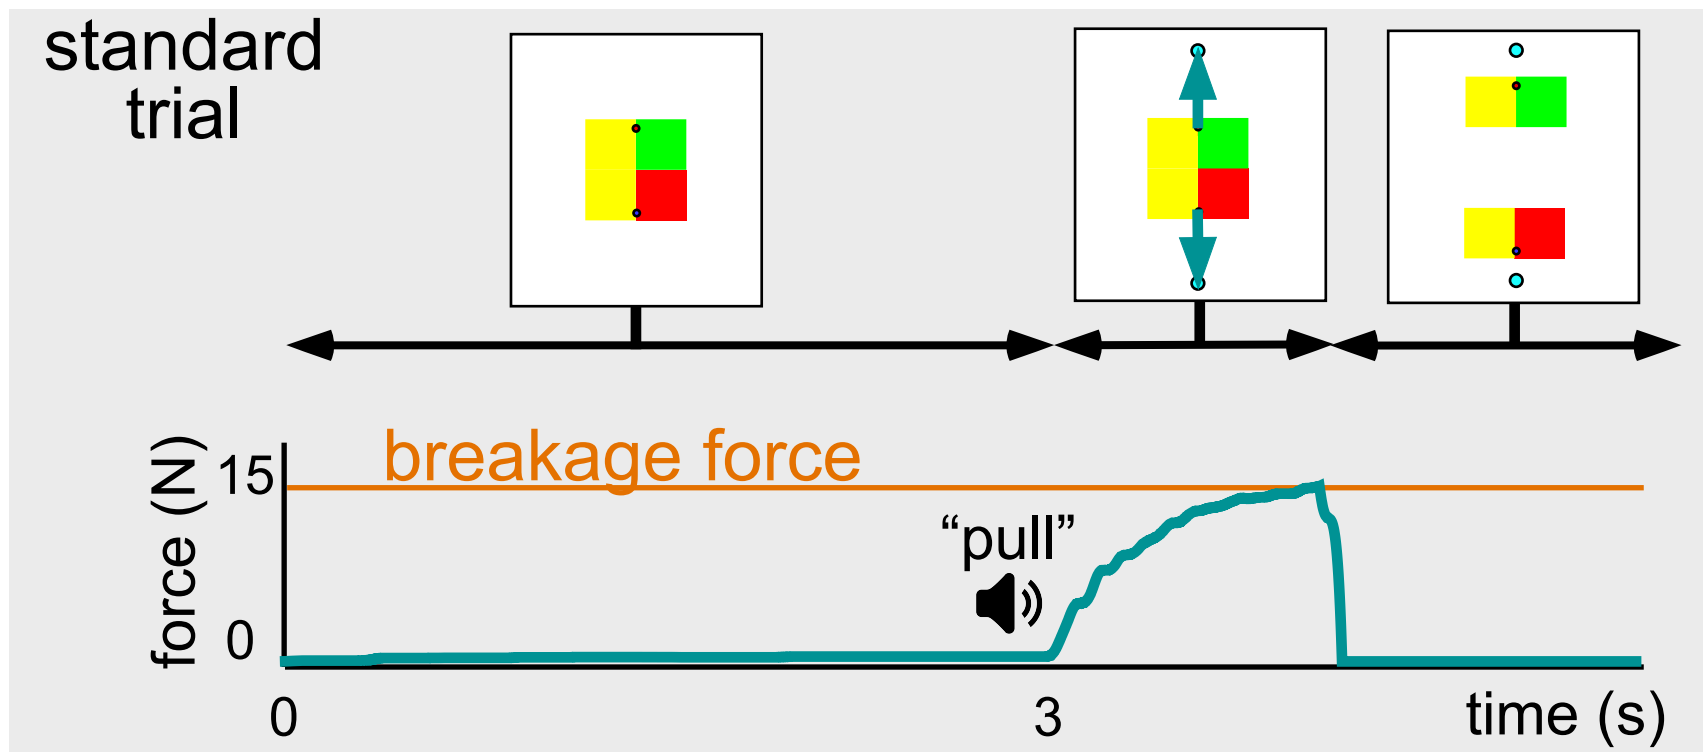 standard
trial
breakage force
force (N)
15
0
“pull”
0
3
time (s)